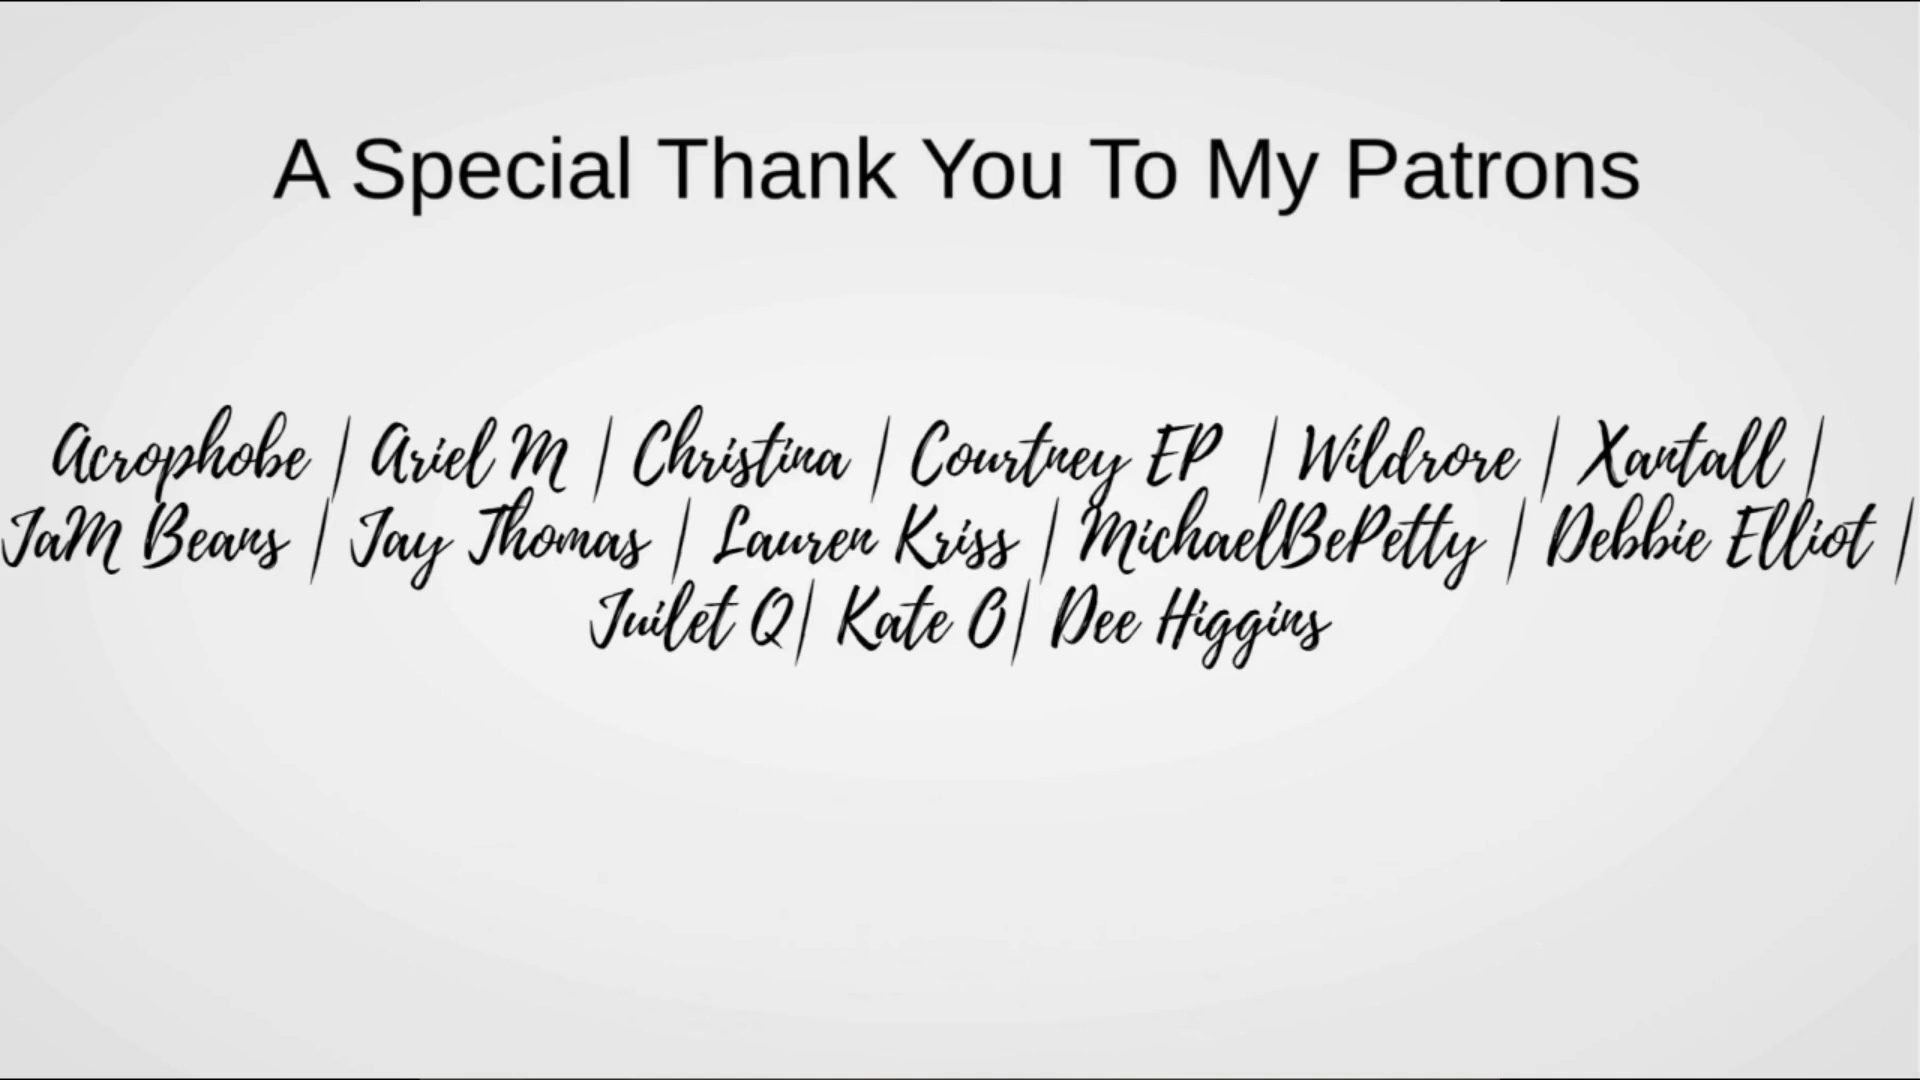 A Special Thank You To My Patrons
Acrophobe | Ariel M | Christina | Courtney EP | Wildrore | Xantall |
JaM Beans | Jay Thomas | Lauren Kriss | MichaelBePetty | Debbie Elliot |
Juilet Q| Kate O| Dee Higgins